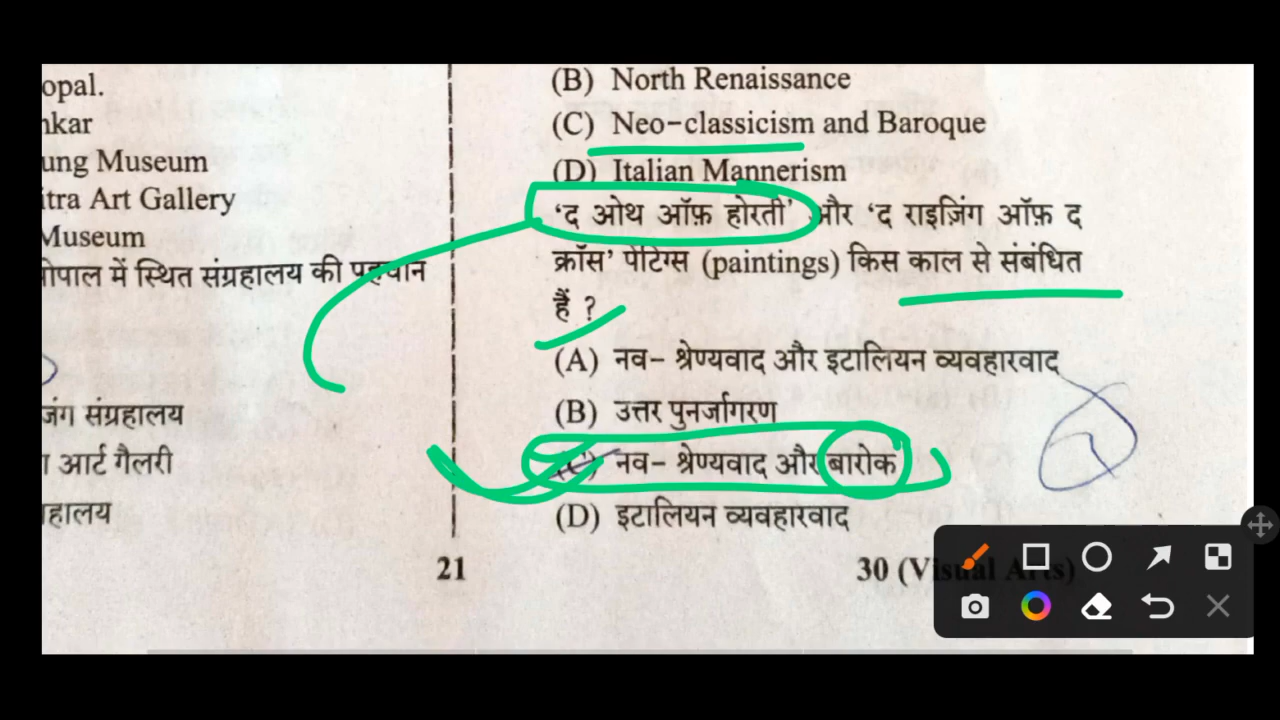 opal.
nkar
ung Museum
itra Art Gallery
Museum
गोपाल में स्थित संग्रहालय की पहचान
जंग संग्रहालय
ा आर्ट गैलरी
हालय
21
(B) North Renaissance
(C) Neo-classicism and Baroque
(D) Italian Mannerism
‘द ओथ ऑफ़ होरती’ और ‘द राइज़िंग ऑफ़ द
क्रॉस’ पेंटिग्स (paintings) किस काल से संबंधित
हैं ?
(A) नव- श्रेण्यवाद और इटालियन व्यवहारवाद
(B) उत्तर पुनर्जागरण
(C) नव- श्रेण्यवाद और बारोक
(D) इटालियन व्यवहारवाद
30 (Visual Arts)